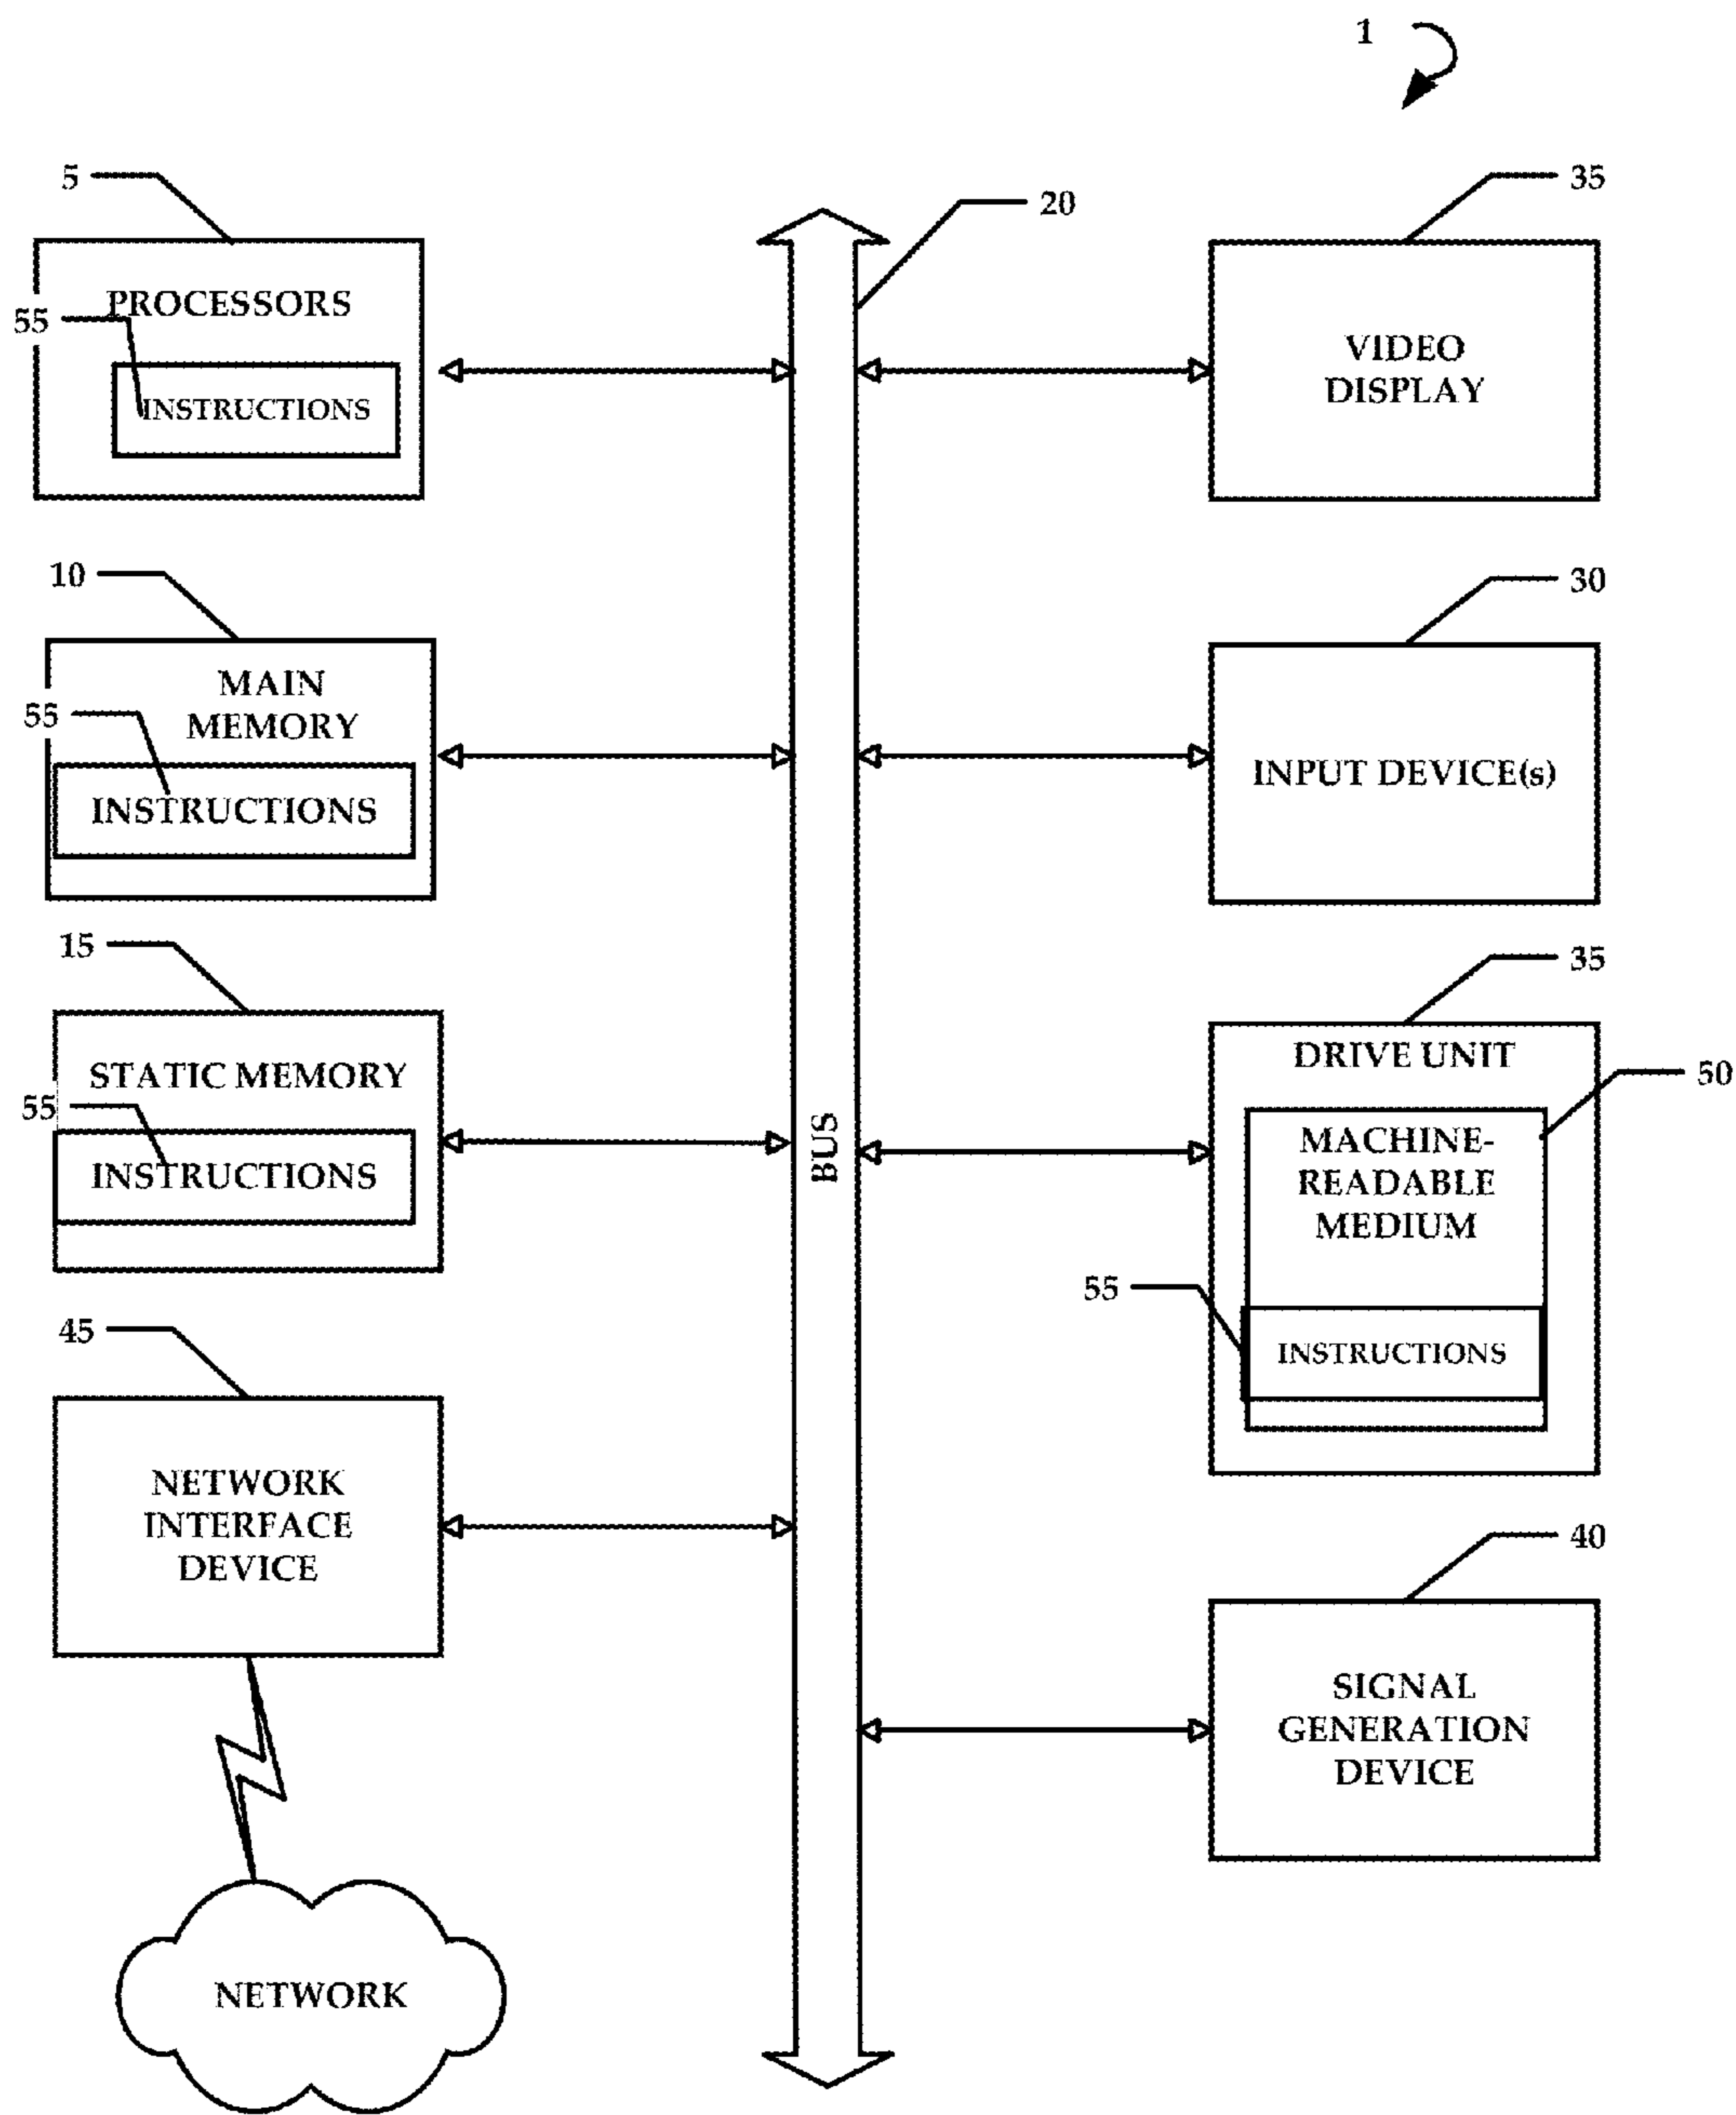 1
5
PROCESSORS
55
INSTRUCTIONS
10
MAIN
MEMORY
55
INSTRUCTIONS
15
STATIC MEMORY
55
INSTRUCTIONS
45
NETWORK
INTERFACE
DEVICE
NETWORK
20
BUS
35
VIDEO
DISPLAY
30
INPUT DEVICE(s)
35
DRIVE UNIT
50
MACHINE-
READABLE
MEDIUM
55
INSTRUCTIONS
40
SIGNAL
GENERATION
DEVICE